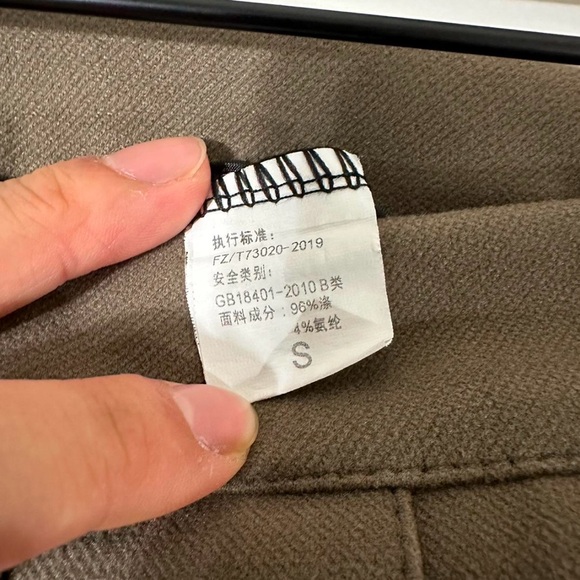 执行标准：
FZ/T73020-2019
安全类别：
GB18401-2010 B类
面料成分：96%涤
4%氨纶
S